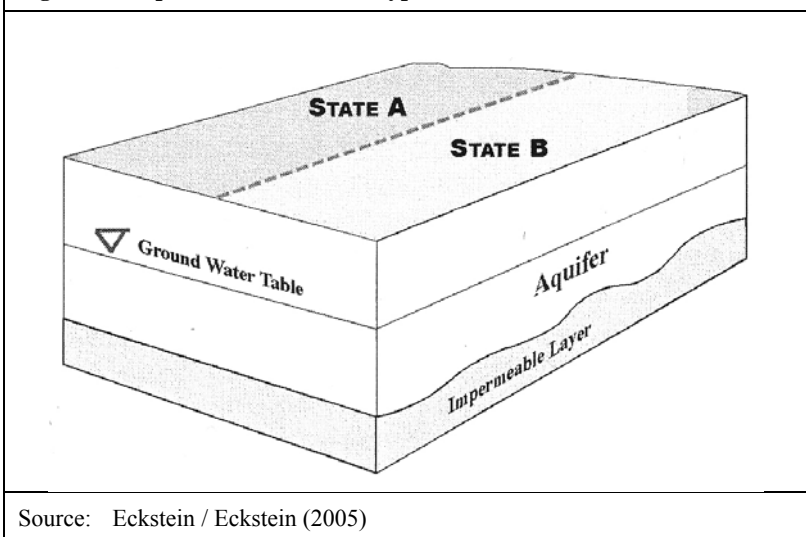 STATE A
STATE B
Ground Water Table
Aquifer
Impermeable Layer
Source: Eckstein / Eckstein (2005)